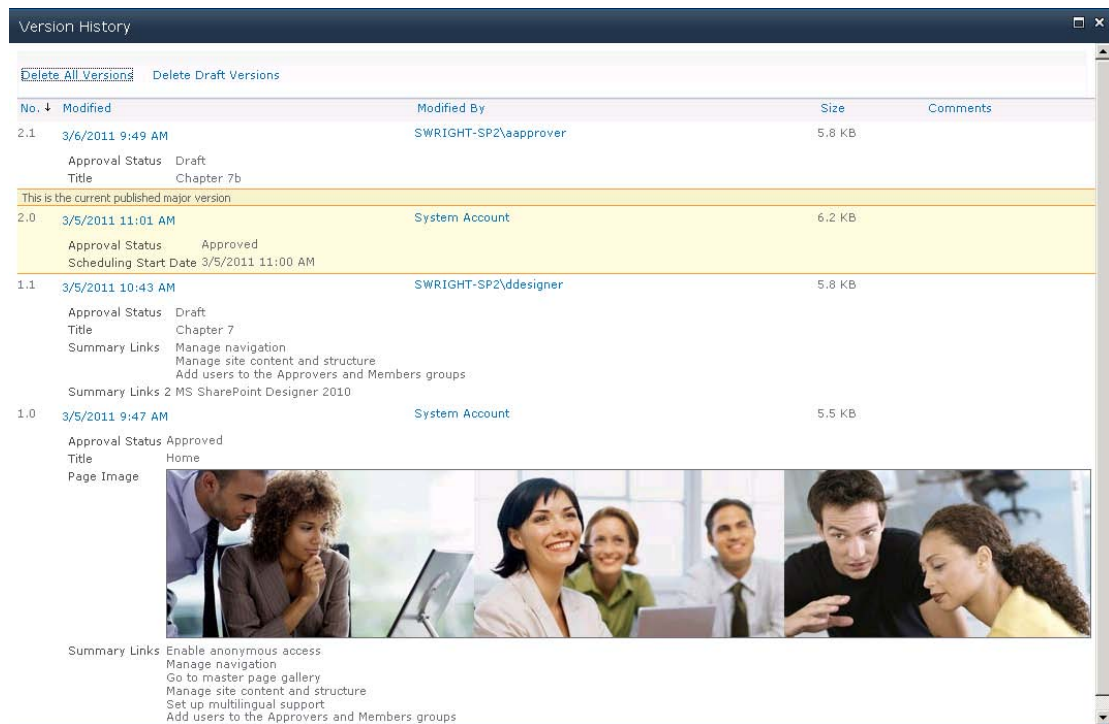 Version History
Delete All Versions Delete Draft Versions
No. Modified Modified By Size Comments
2.1 3/6/2011 9:49 AM SWRIGHT-SP2\aapprover 5.8 KB
Approval Status Draft
Title Chapter 7b
This is the current published major version
2.0 3/5/2011 11:01 AM System Account 6.2 KB
Approval Status Approved
Scheduling Start Date 3/5/2011 11:00 AM
1.1 3/5/2011 10:43 AM SWRIGHT-SP2\ddesigner 5.8 KB
Approval Status Draft
Title Chapter 7
Summary Links Manage navigation
Manage site content and structure
Add users to the Approvers and Members groups
Summary Links 2 MS SharePoint Designer 2010
1.0 3/5/2011 9:47 AM System Account 5.5 KB
Approval Status Approved
Title Home
Page Image
Summary Links Enable anonymous access
Manage navigation
Go to master page gallery
Manage site content and structure
Set up multilingual support
Add users to the Approvers and Members groups